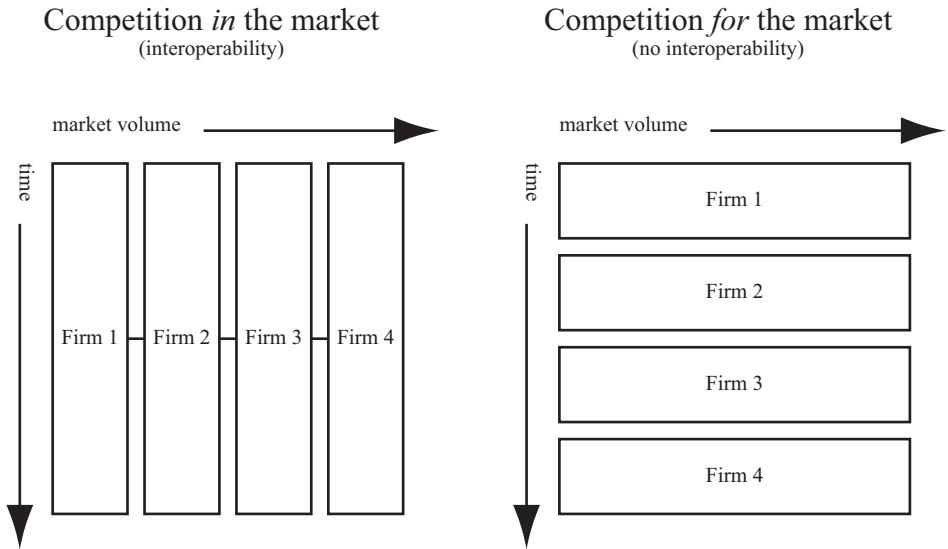 Competition in the market
(interoperability)
market volume
time
Firm 1
Firm 2
Firm 3
Firm 4
Competition for the market
(no interoperability)
market volume
time
Firm 1
Firm 2
Firm 3
Firm 4